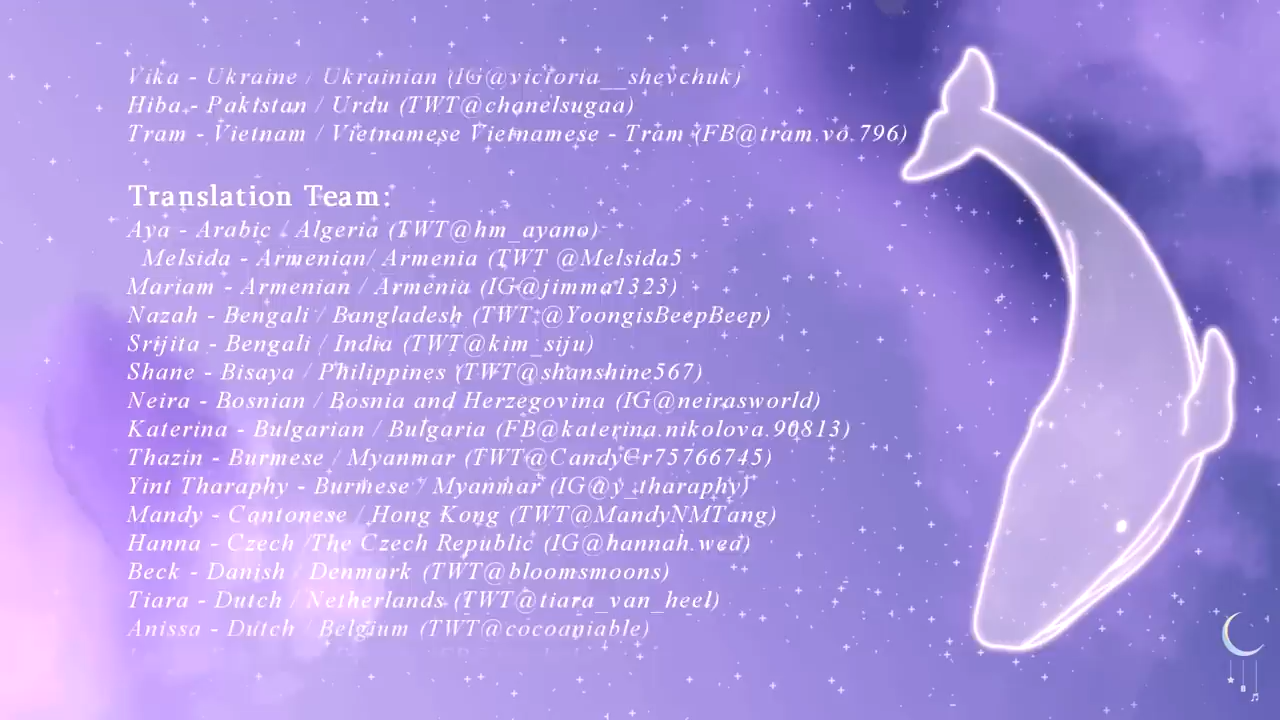 Vika - Ukraine / Ukrainian (IG@victoria__shevchuk)
Hiba - Paktstan / Urdu (TWT@chanelsugaa)
Tram - Vietnam / Vietnamese Vietnamese - Tram (FB@tram.vo.796)
Translation Team:
Aya - Arabic / Algeria (TWT@hm_ayano)
Melsida - Armenian/ Armenia (TWT @Melsida5
Mariam - Armenian / Armenia (IG@jimma1323)
Nazah - Bengali / Bangladesh (TWT @YoongisBeepBeep)
Srijita - Bengali / India (TWT@kim_siju)
Shane - Bisaya / Philippines (TWT@shanshine567)
Neira - Bosnian / Bosnia and Herzegovina (IG@neirasworld)
Katerina - Bulgarian / Bulgaria (FB@katerina.nikolova.90813)
Thazin - Burmese / Myanmar (TWT@CandyCr75766745)
Yint Tharaphy - Burmese / Myanmar (IG@y_tharaphy)
Mandy - Cantonese / Hong Kong (TWT@MandyNMTang)
Hanna - Czech /The Czech Republic (IG@hannah.wea)
Beck - Danish / Denmark (TWT@bloomsmoons)
Tiara - Dutch / Netherlands (TWT@tiara_van_heel)
Anissa - Dutch / Belgium (TWT@cocoaniable)